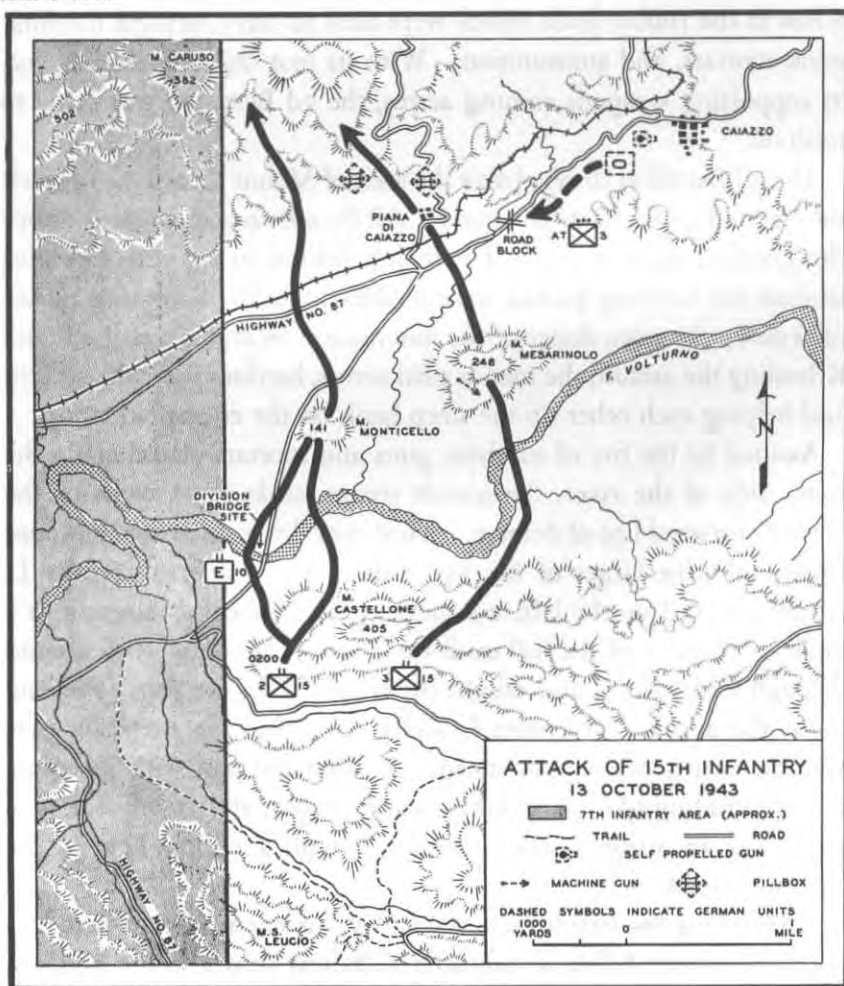 M. CARUSO
582
502
CAIAZZO
PIANA
DI
CAIAZZO
ROAD
BLOCK
AT 3
HIGHWAY NO. 87
M.
MESARINOLO
248
VOLTURNO
R
N
141
M.
MONTICELLO
DIVISION
BRIDGE
SITE
E 10
M.
CASTELLONE
405
0200
2 15
3 15
HIGHWAY NO. 87
M.S.
LEUCIO
ATTACK OF 15TH INFANTRY
13 OCTOBER 1943
7TH INFANTRY AREA (APPROX.)
TRAIL ROAD
SELF PROPELLED GUN
MACHINE GUN PILLBOX
DASHED SYMBOLS INDICATE GERMAN UNITS
1000 0 1
YARDS MILE